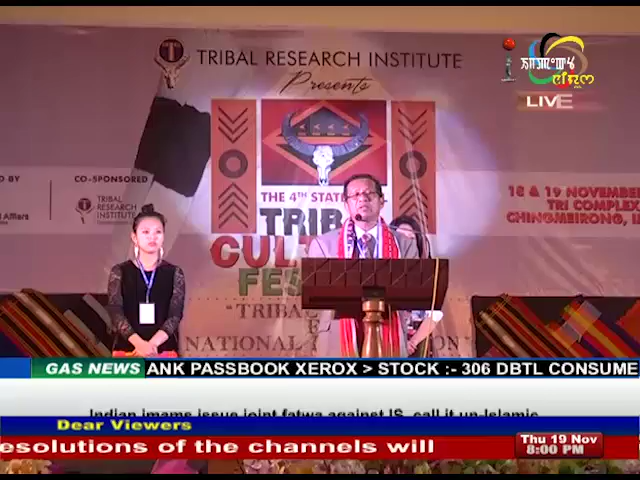 TRIBAL RESEARCH INSTITUTE
Presents
LIVE
D BY
CO-SPONSORED
Affairs
TRIBAL
RESEARCH
INSTITUTE
THE 4TH STATE
TRIB
CUL
FES
18 & 19 NOVEMBER
TRI COMPLEX
CHINGMEIRONG, I
"TRIBAL
NATIONAL
GAS NEWS
ANK PASSBOOK XEROX > STOCK :- 306 DBTL CONSUME
Indian imams issue joint fatwa against IS, call it un-Islamic
Dear Viewers
esolutions of the channels will
Thu 19 Nov
8:00 PM